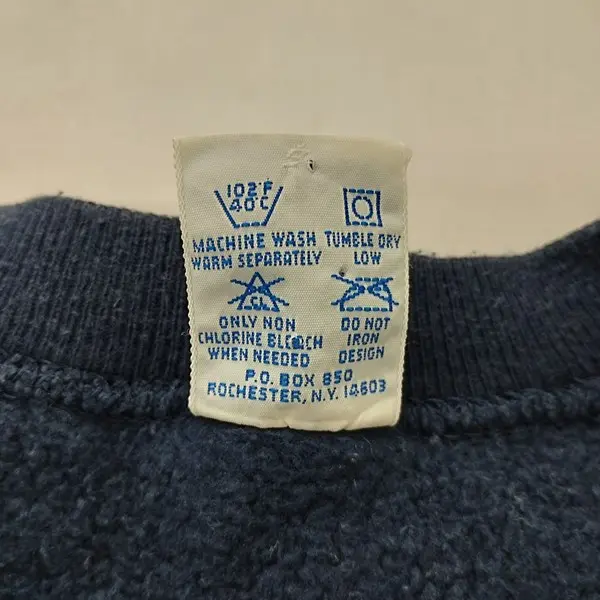 102°F
40°C
MACHINE WASH
WARM SEPARATELY
TUMBLE DRY
LOW
CL
ONLY NON
CHLORINE BLEACH
WHEN NEEDED
DO NOT
IRON
DESIGN
P.O. BOX 850
ROCHESTER, N.Y. 14603